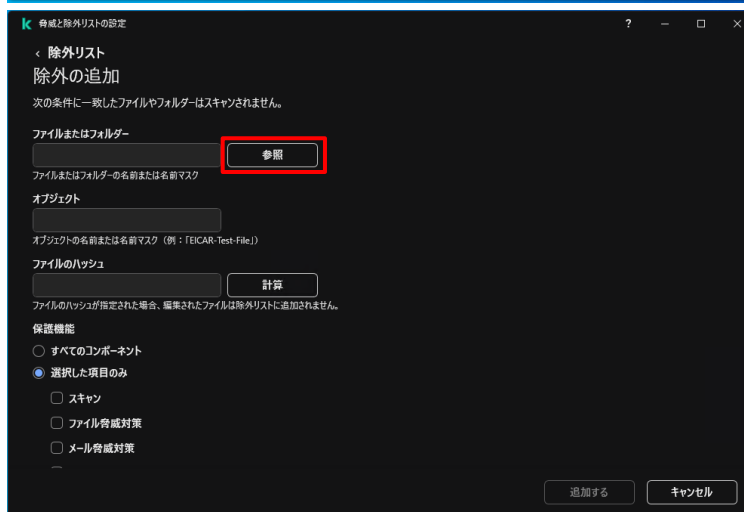 脅威と除外リストの設定
? − □ ×
‹ 除外リスト
除外の追加
次の条件に一致したファイルやフォルダーはスキャンされません。
ファイルまたはフォルダー
参照
ファイルまたはフォルダーの名前または名前マスク
オブジェクト
オブジェクトの名前または名前マスク（例：「EICAR-Test-File」）
ファイルのハッシュ
計算
ファイルのハッシュが指定された場合、編集されたファイルは除外リストに追加されません。
保護機能
すべてのコンポーネント
選択した項目のみ
スキャン
ファイル脅威対策
メール脅威対策
追加する キャンセル